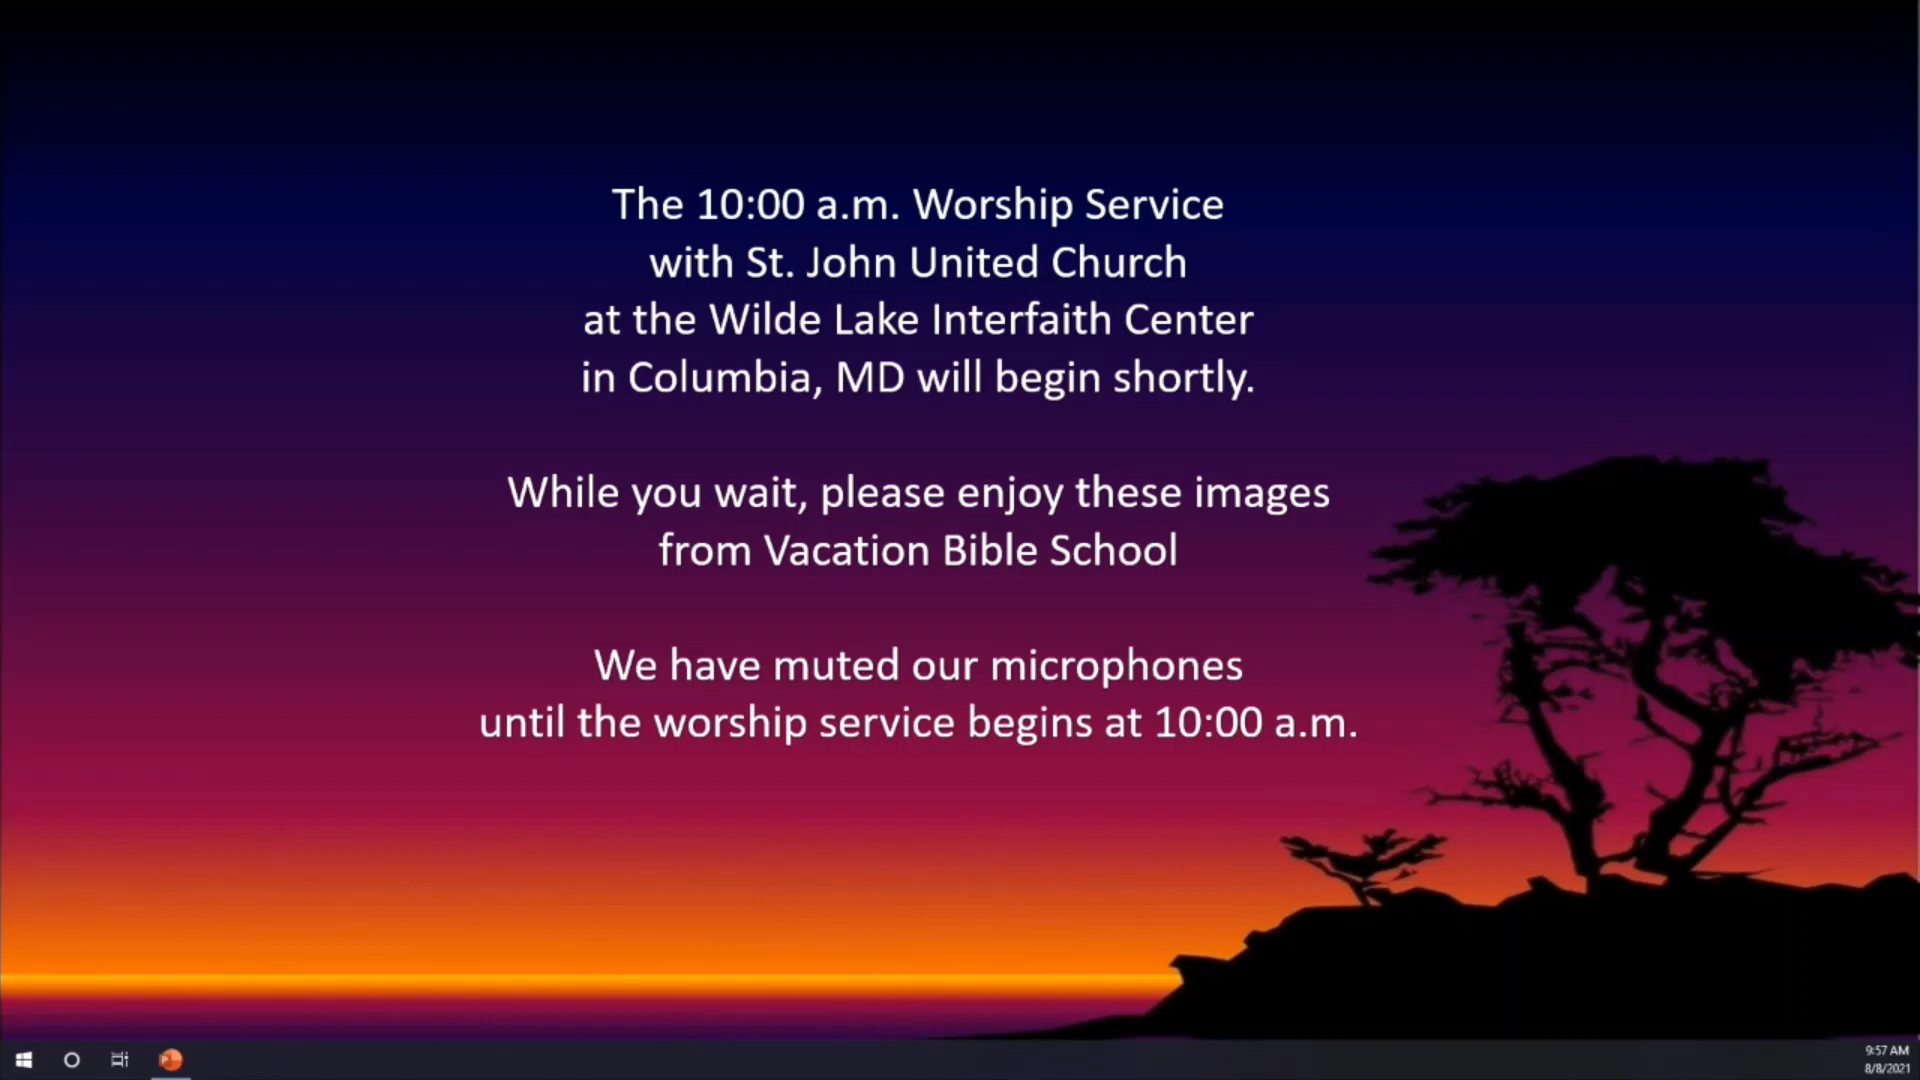 The 10:00 a.m. Worship Service
with St. John United Church
at the Wilde Lake Interfaith Center
in Columbia, MD will begin shortly.
While you wait, please enjoy these images
from Vacation Bible School
We have muted our microphones
until the worship service begins at 10:00 a.m.
9:57 AM
8/8/2021